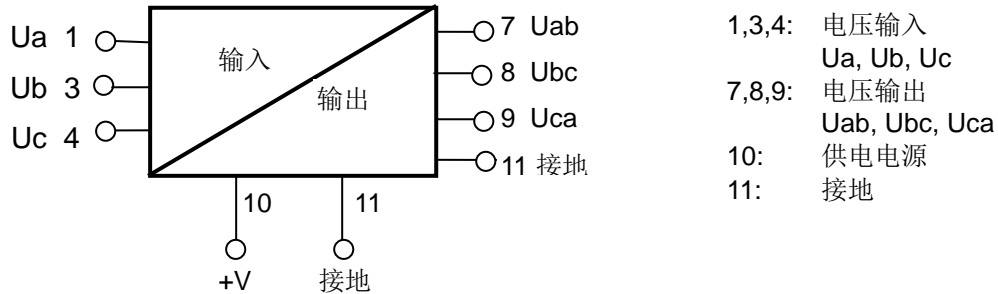 Ua 1
Ub 3
Uc 4
输入
输出
7 Uab
8 Ubc
9 Uca
11 接地
10
11
+V
接地
1,3,4: 电压输入
Ua, Ub, Uc
7,8,9: 电压输出
Uab, Ubc, Uca
10: 供电电源
11: 接地